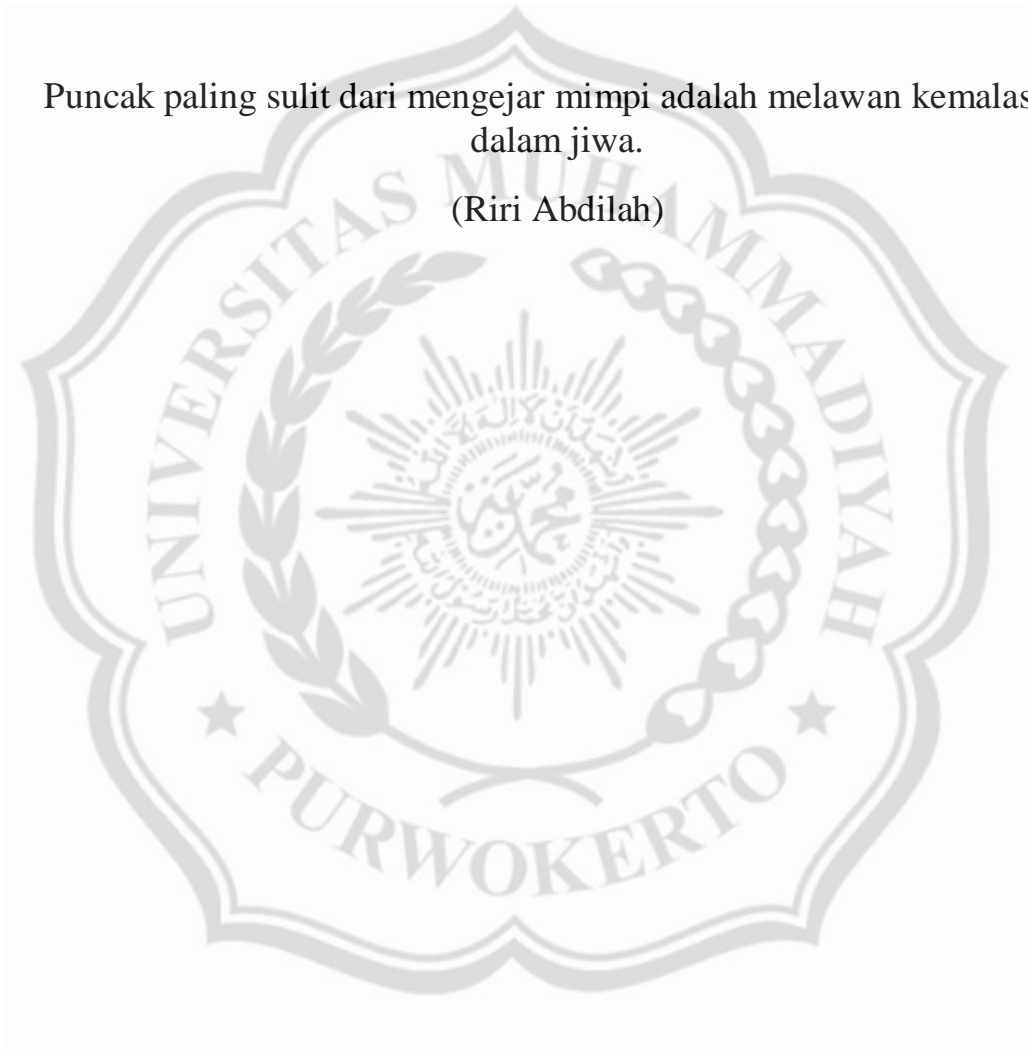 Puncak paling sulit dari mengejar mimpi adalah melawan kemalas
dalam jiwa.
(Riri Abdilah)
UNIVERSITAS MUHAMMADIYAH
PURWOKERTO